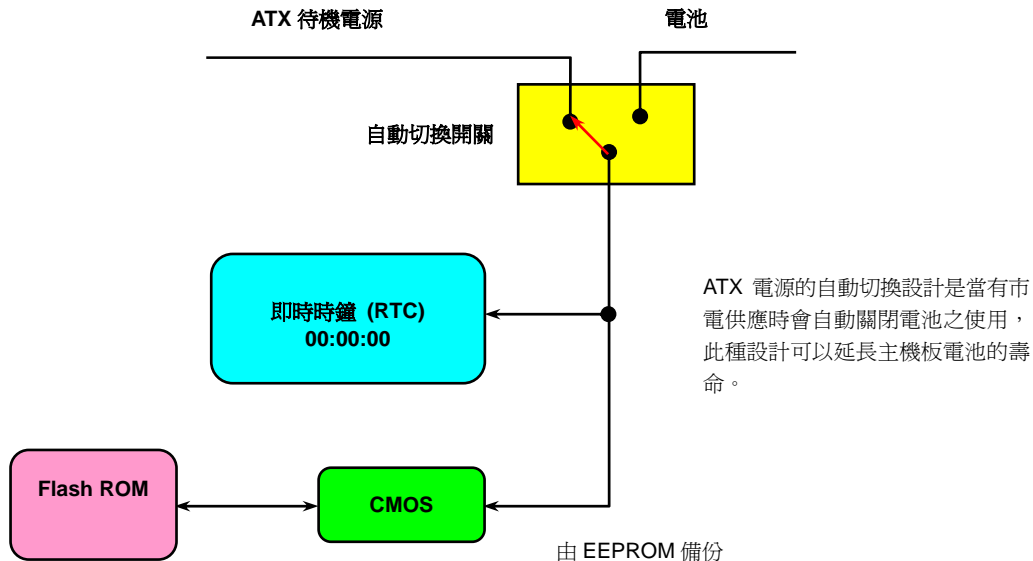 ATX 待機電源
電池
自動切換開關
即時時鐘 (RTC)
00:00:00
ATX 電源的自動切換設計是當有市
電供應時會自動關閉電池之使用，
此種設計可以延長主機板電池的壽
命。
Flash ROM
CMOS
由 EEPROM 備份